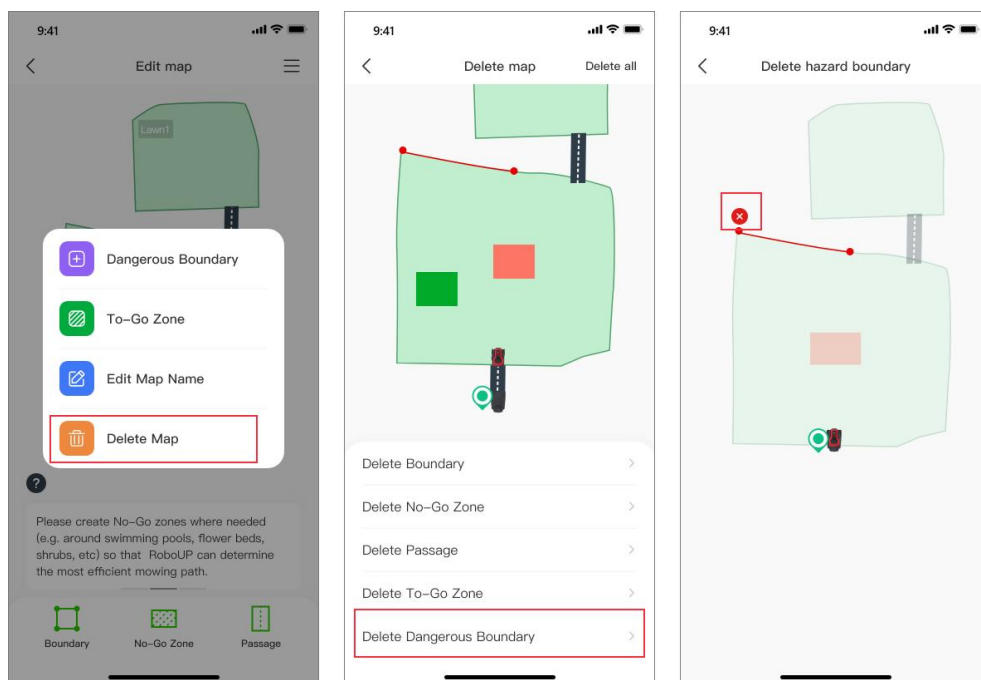 9:41
Edit map
Lawn1
Dangerous Boundary
To-Go Zone
Edit Map Name
Delete Map
?
Please create No-Go zones where needed
(e.g. around swimming pools, flower beds,
shrubs, etc) so that RoboUP can determine
the most efficient mowing path.
Boundary No-Go Zone Passage
9:41
Delete map Delete all
Delete Boundary
Delete No-Go Zone
Delete Passage
Delete To-Go Zone
Delete Dangerous Boundary
9:41
Delete hazard boundary